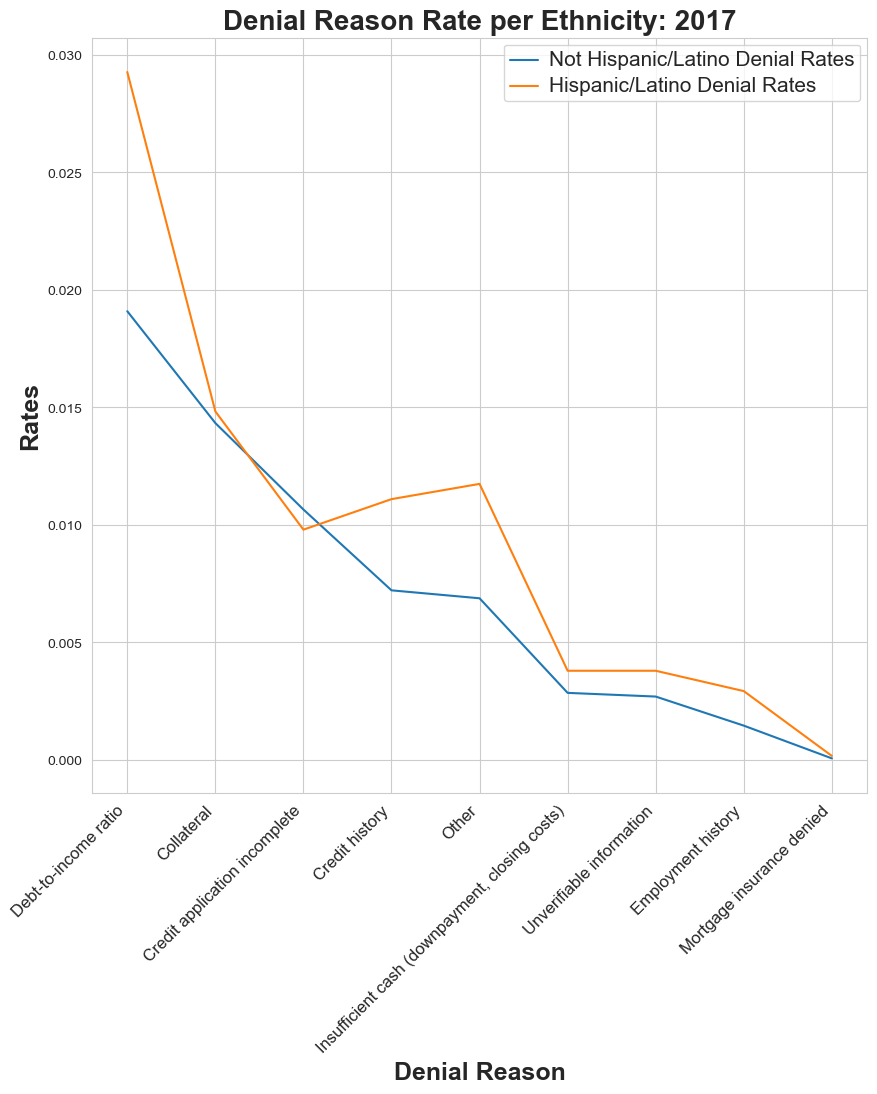 Denial Reason Rate per Ethnicity: 2017
Not Hispanic/Latino Denial Rates
Hispanic/Latino Denial Rates
Rates
0.030
0.025
0.020
0.015
0.010
0.005
0.000
Debt-to-income ratio
Collateral
Credit application incomplete
Credit history
Other
Insufficient cash (downpayment, closing costs)
Unverifiable information
Employment history
Mortgage insurance denied
Denial Reason